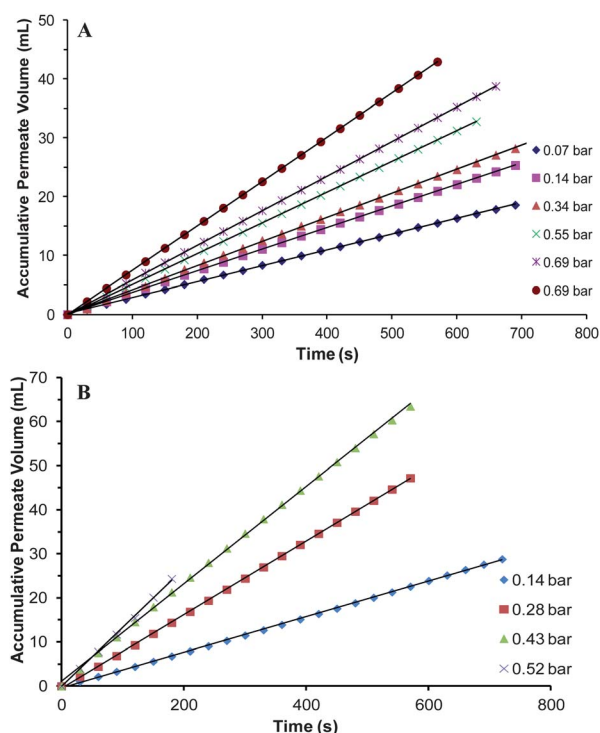 A
Accumulative Permeate Volume (mL)
50
40
30
20
10
0
0 100 200 300 400 500 600 700 800
Time (s)
0.07 bar
0.14 bar
0.34 bar
0.55 bar
0.69 bar
0.69 bar
B
Accumulative Permeate Volume (mL)
70
60
50
40
30
20
10
0
0 200 400 600 800
Time (s)
0.14 bar
0.28 bar
0.43 bar
0.52 bar